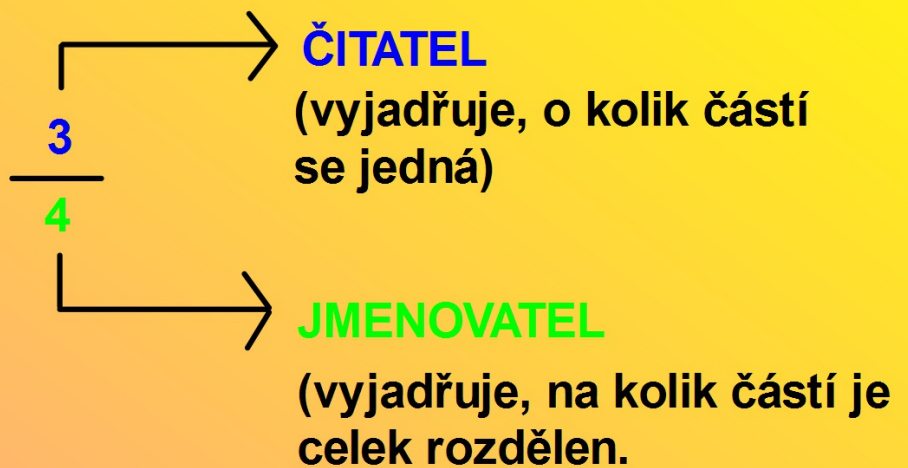 ČITATEL
(vyjadřuje, o kolik částí
se jedná)
3
4
JMENOVATEL
(vyjadřuje, na kolik částí je
celek rozdělen.